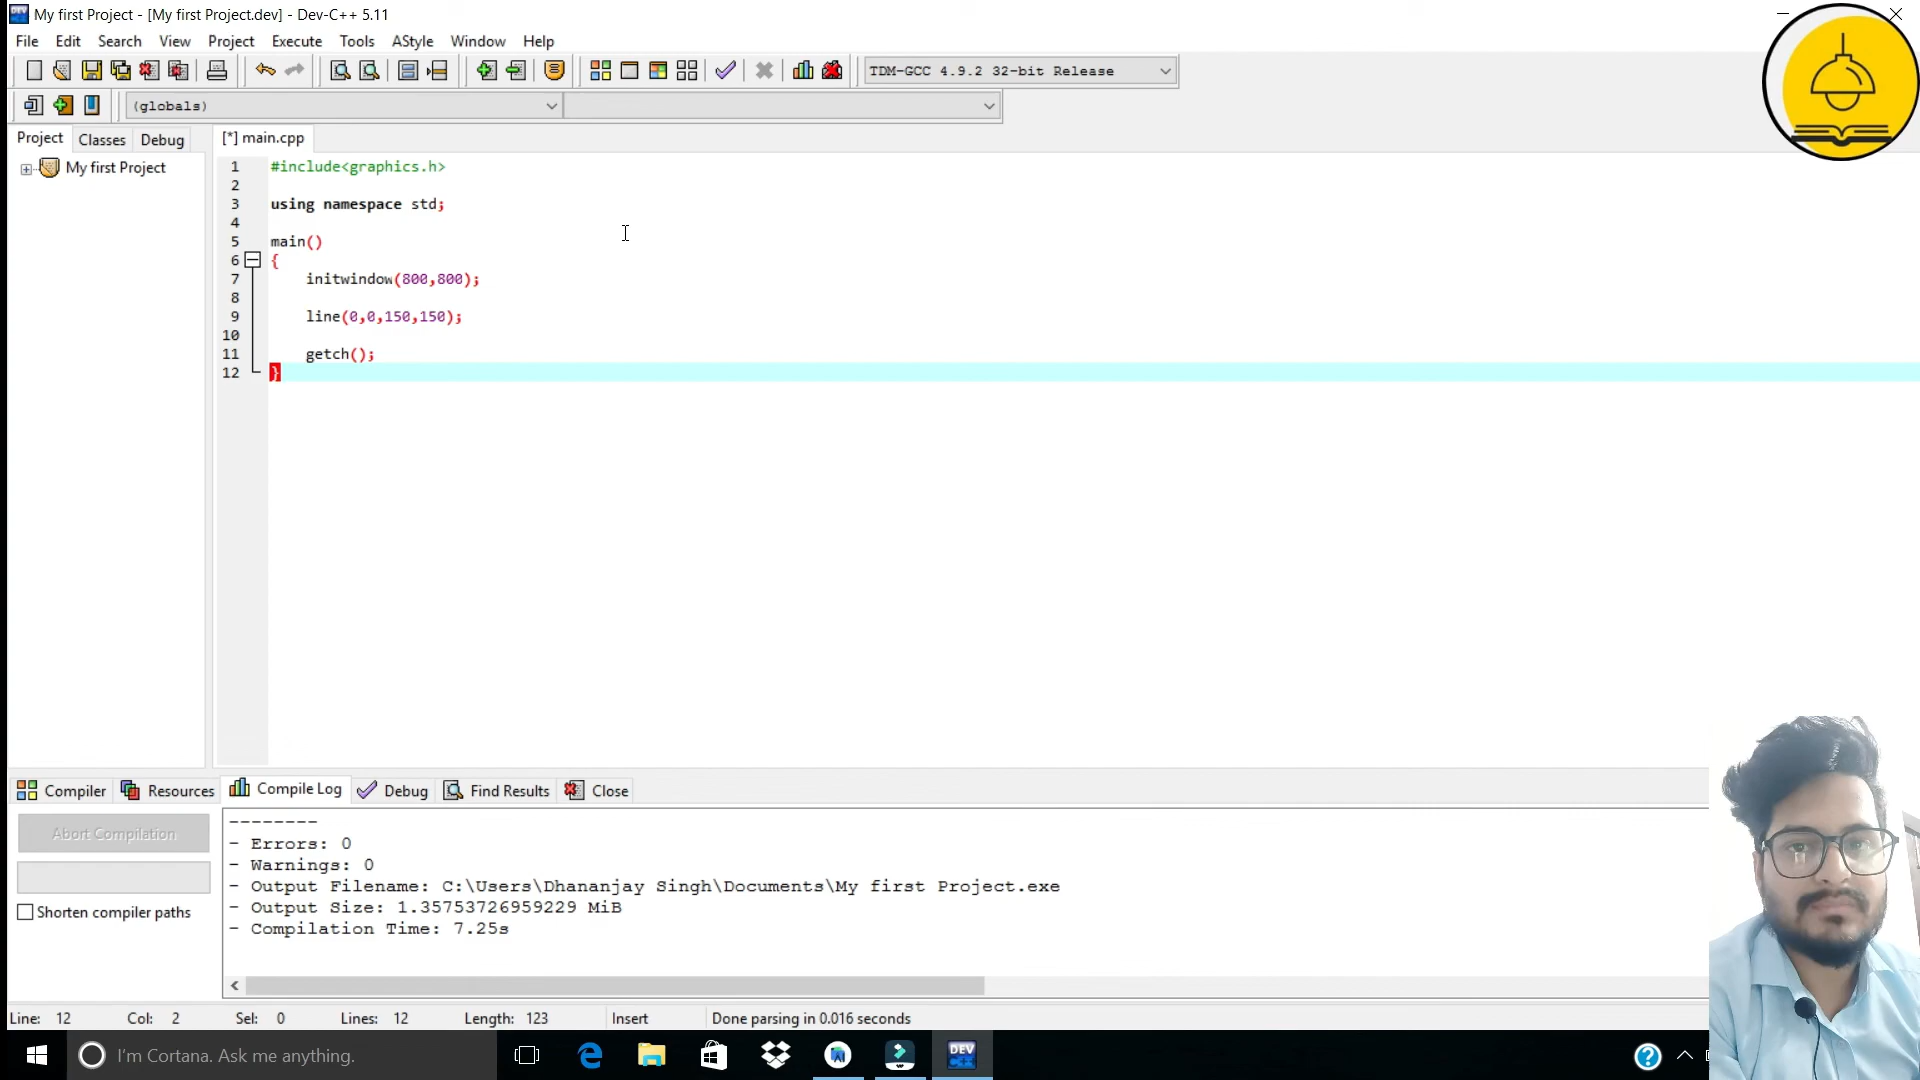 My first Project - [My first Project.dev] - Dev-C++ 5.11
File Edit Search View Project Execute Tools AStyle Window Help
TDM-GCC 4.9.2 32-bit Release
(globals)
Project Classes Debug [*] main.cpp
My first Project
1 #include<graphics.h>
2
3 using namespace std;
4
5 main()
6 {
7 initwindow(800,800);
8
9 line(0,0,150,150);
10
11 getch();
12 }
Compiler Resources Compile Log Debug Find Results Close
Abort Compilation
Shorten compiler paths
--------
- Errors: 0
- Warnings: 0
- Output Filename: C:\Users\Dhananjay Singh\Documents\My first Project.exe
- Output Size: 1.35753726959229 MiB
- Compilation Time: 7.25s
Line: 12 Col: 2 Sel: 0 Lines: 12 Length: 123 Insert Done parsing in 0.016 seconds
I'm Cortana. Ask me anything.
DEV C++